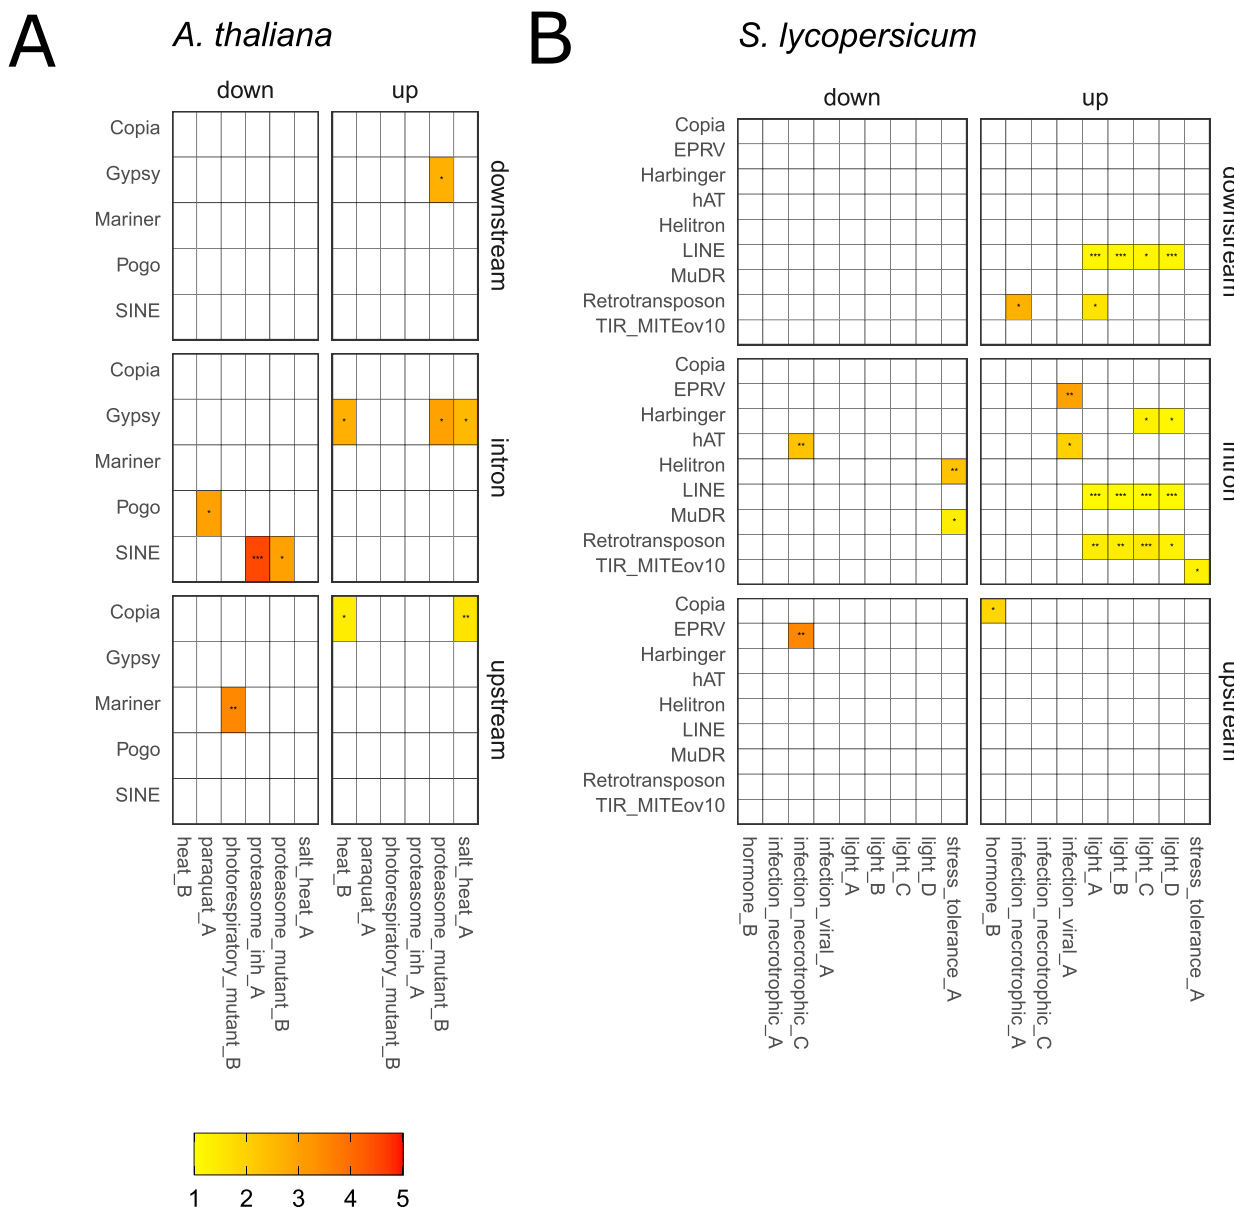 A
A. thaliana
down
up
Copia
Gypsy
*
Mariner
Pogo
SINE
downstream
Copia
Gypsy
*
*
*
Mariner
Pogo
*
SINE
***
*
intron
Copia
*
**
Gypsy
Mariner
**
Pogo
SINE
upstream
heat_B
paraquat_A
photorespiratory_mutant_B
proteasome_inh_A
proteasome_mutant_B
salt_heat_A
heat_B
paraquat_A
photorespiratory_mutant_B
proteasome_inh_A
proteasome_mutant_B
salt_heat_A
1 2 3 4 5
B
S. lycopersicum
down
up
Copia
EPRV
Harbinger
hAT
Helitron
LINE
*** *** * ***
MuDR
Retrotransposon
* *
TIR_MITEov10
downstream
Copia
EPRV
**
Harbinger
* *
hAT
** *
Helitron
**
LINE
*** *** *** ***
MuDR
*
Retrotransposon
** ** *** *
TIR_MITEov10
*
intron
Copia
*
EPRV
**
Harbinger
hAT
Helitron
LINE
MuDR
Retrotransposon
TIR_MITEov10
upstream
hormone_B
infection_necrotrophic_A
infection_necrotrophic_C
infection_viral_A
light_A
light_B
light_C
light_D
stress_tolerance_A
hormone_B
infection_necrotrophic_A
infection_necrotrophic_C
infection_viral_A
light_A
light_B
light_C
light_D
stress_tolerance_A